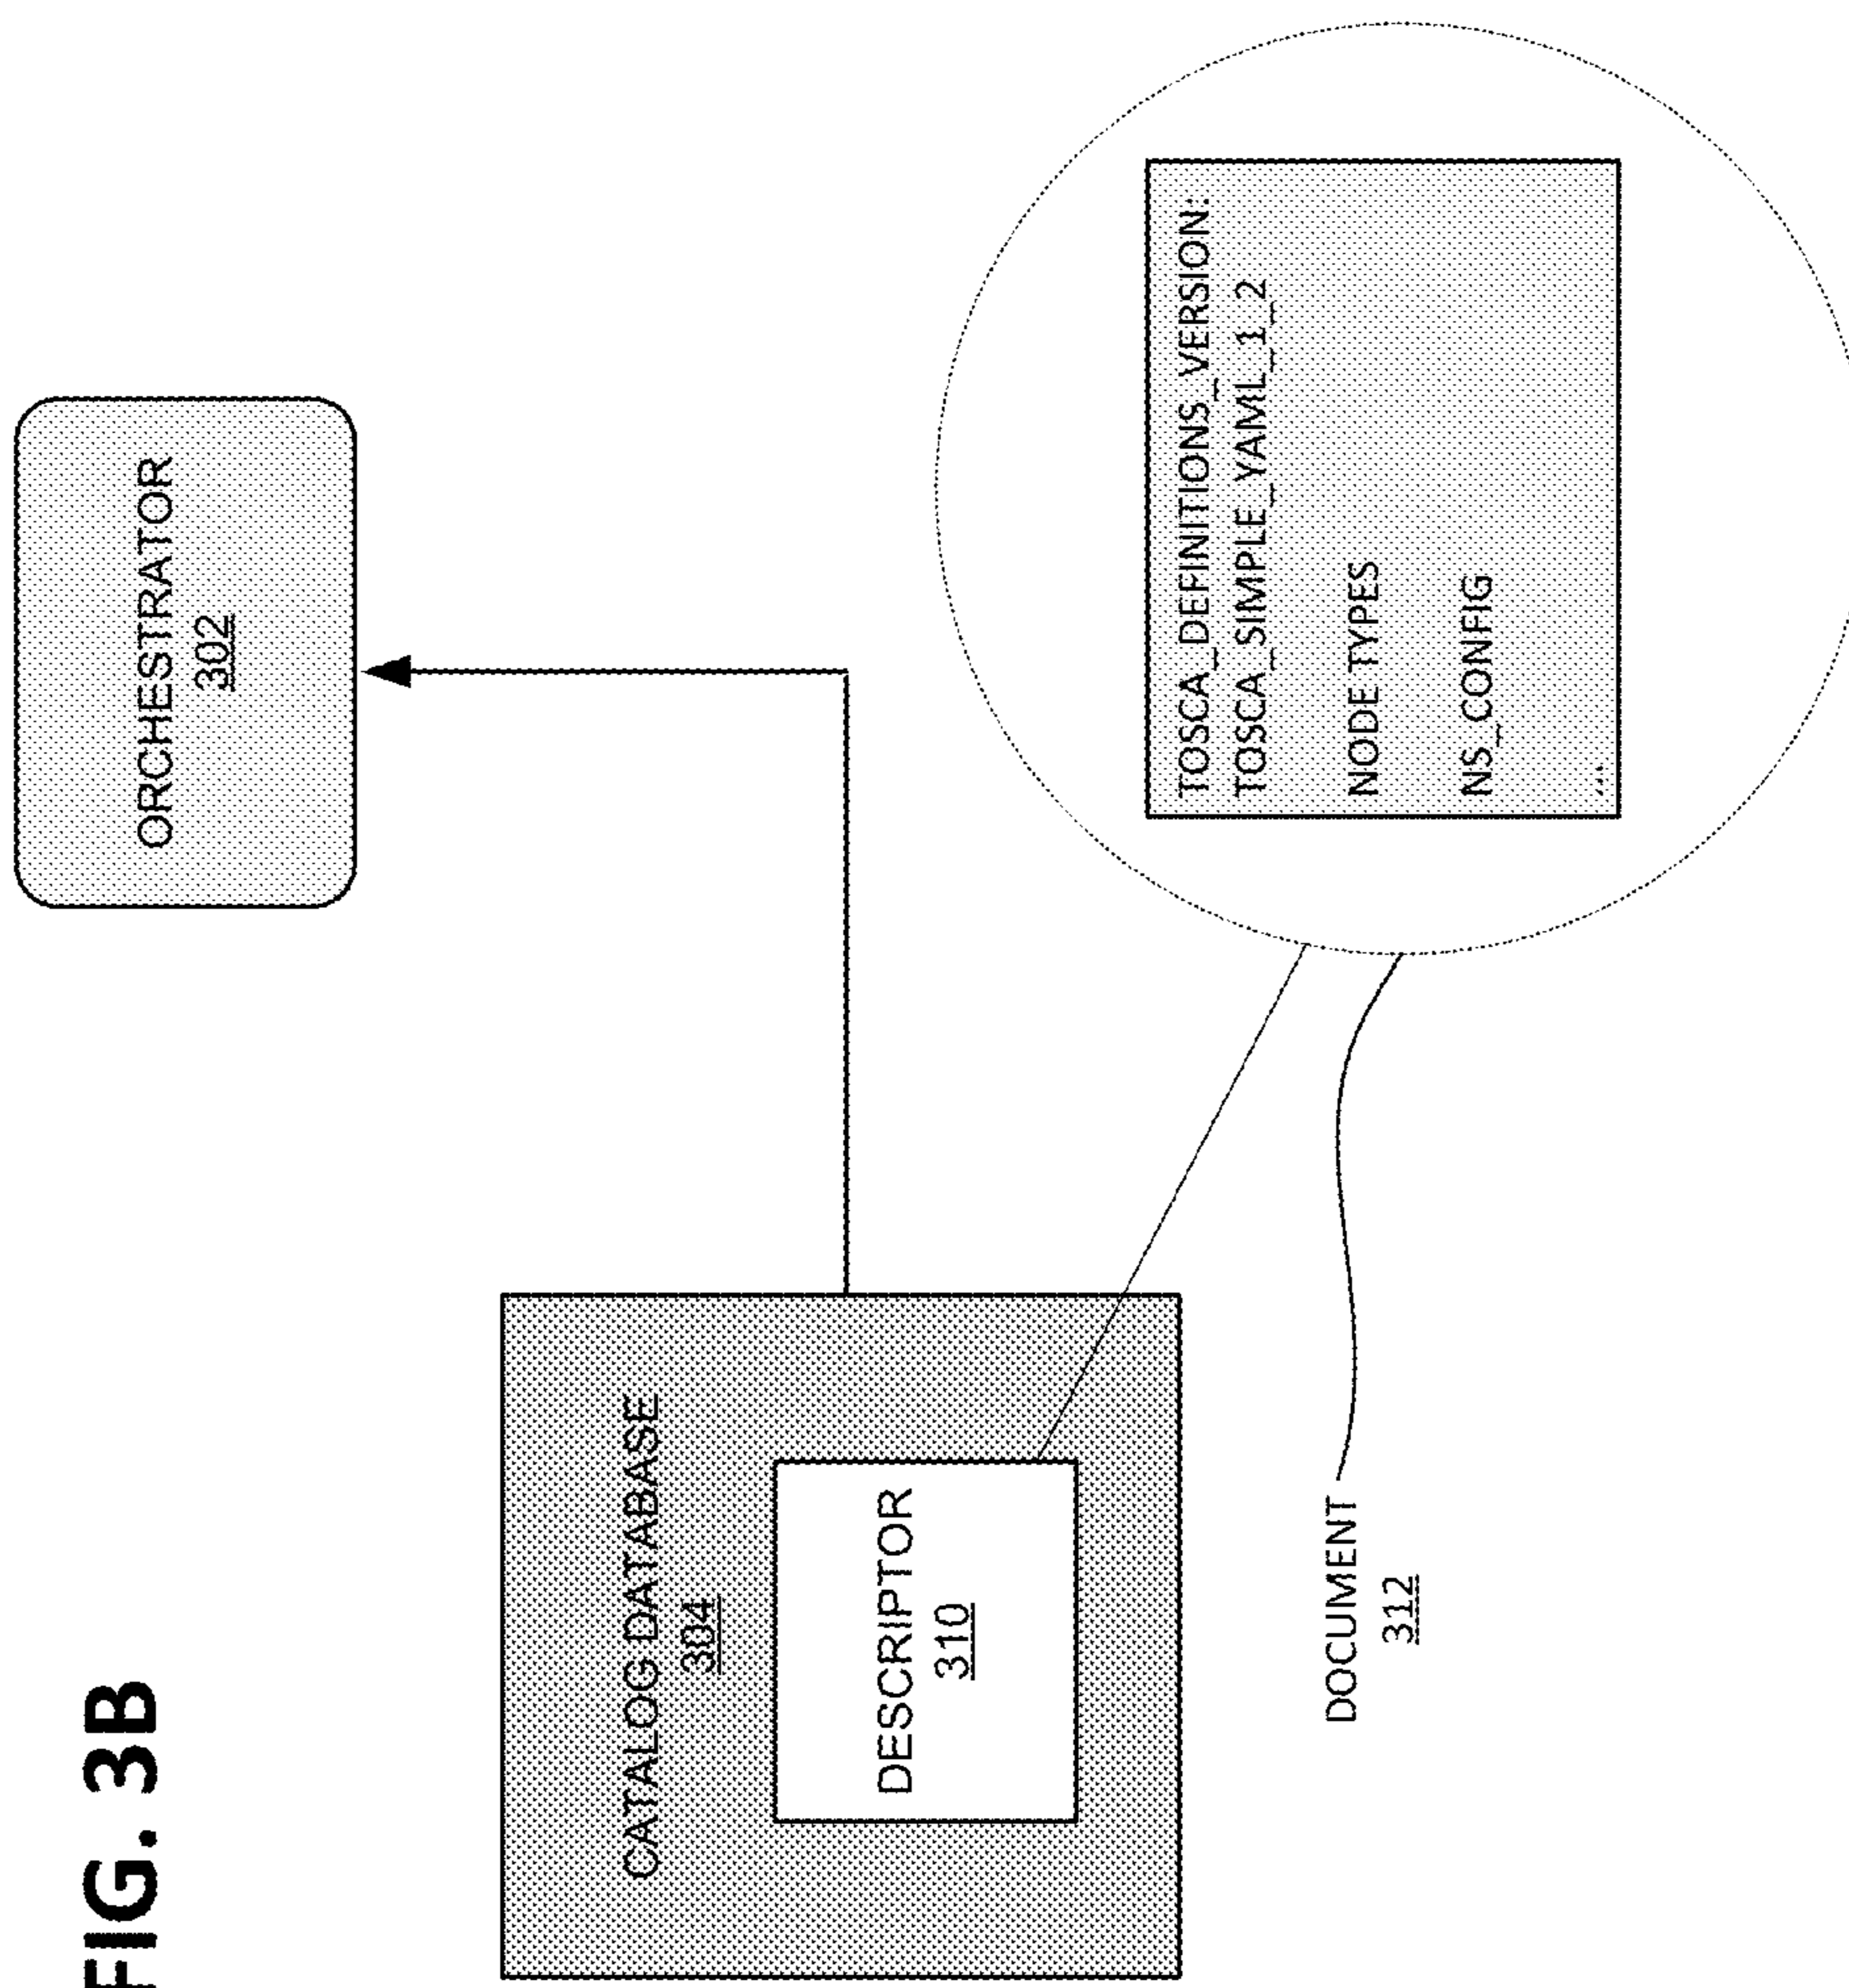 FIG. 3B
ORCHESTRATOR
302
CATALOG DATABASE
304
DESCRIPTOR
310
DOCUMENT
312
TOSCA_DEFINITIONS_VERSION:
TOSCA_SIMPLE_YAML_1_2
NODE TYPES
NS_CONFIG
...